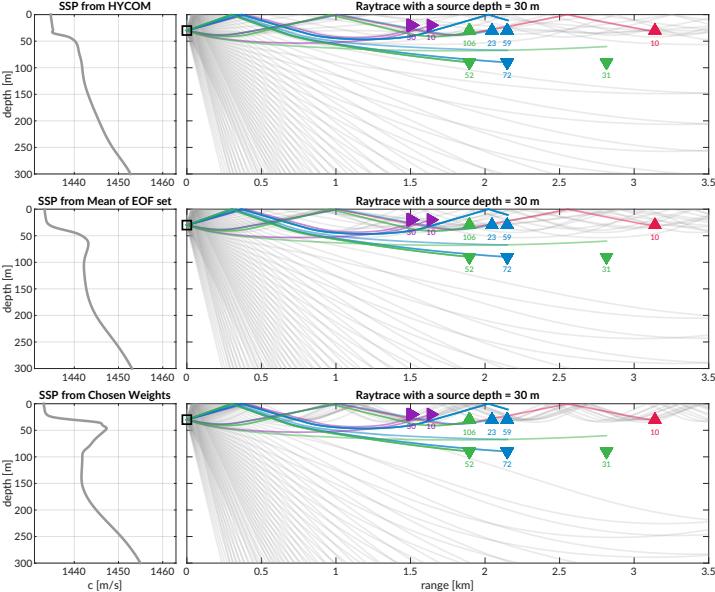 SSP from HYCOM
Raytrace with a source depth = 30 m
depth [m]
0
50
100
150
200
250
300
1440 1450 1460
30 10 106 23 59 10
52 72 31
0 0.5 1 1.5 2 2.5 3 3.5
SSP from Mean of EOF set
Raytrace with a source depth = 30 m
depth [m]
0
50
100
150
200
250
300
1440 1450 1460
30 10 106 23 59 10
52 72 31
0 0.5 1 1.5 2 2.5 3 3.5
SSP from Chosen Weights
Raytrace with a source depth = 30 m
depth [m]
0
50
100
150
200
250
300
1440 1450 1460
30 10 106 23 59 10
52 72 31
0 0.5 1 1.5 2 2.5 3 3.5
c [m/s]
range [km]